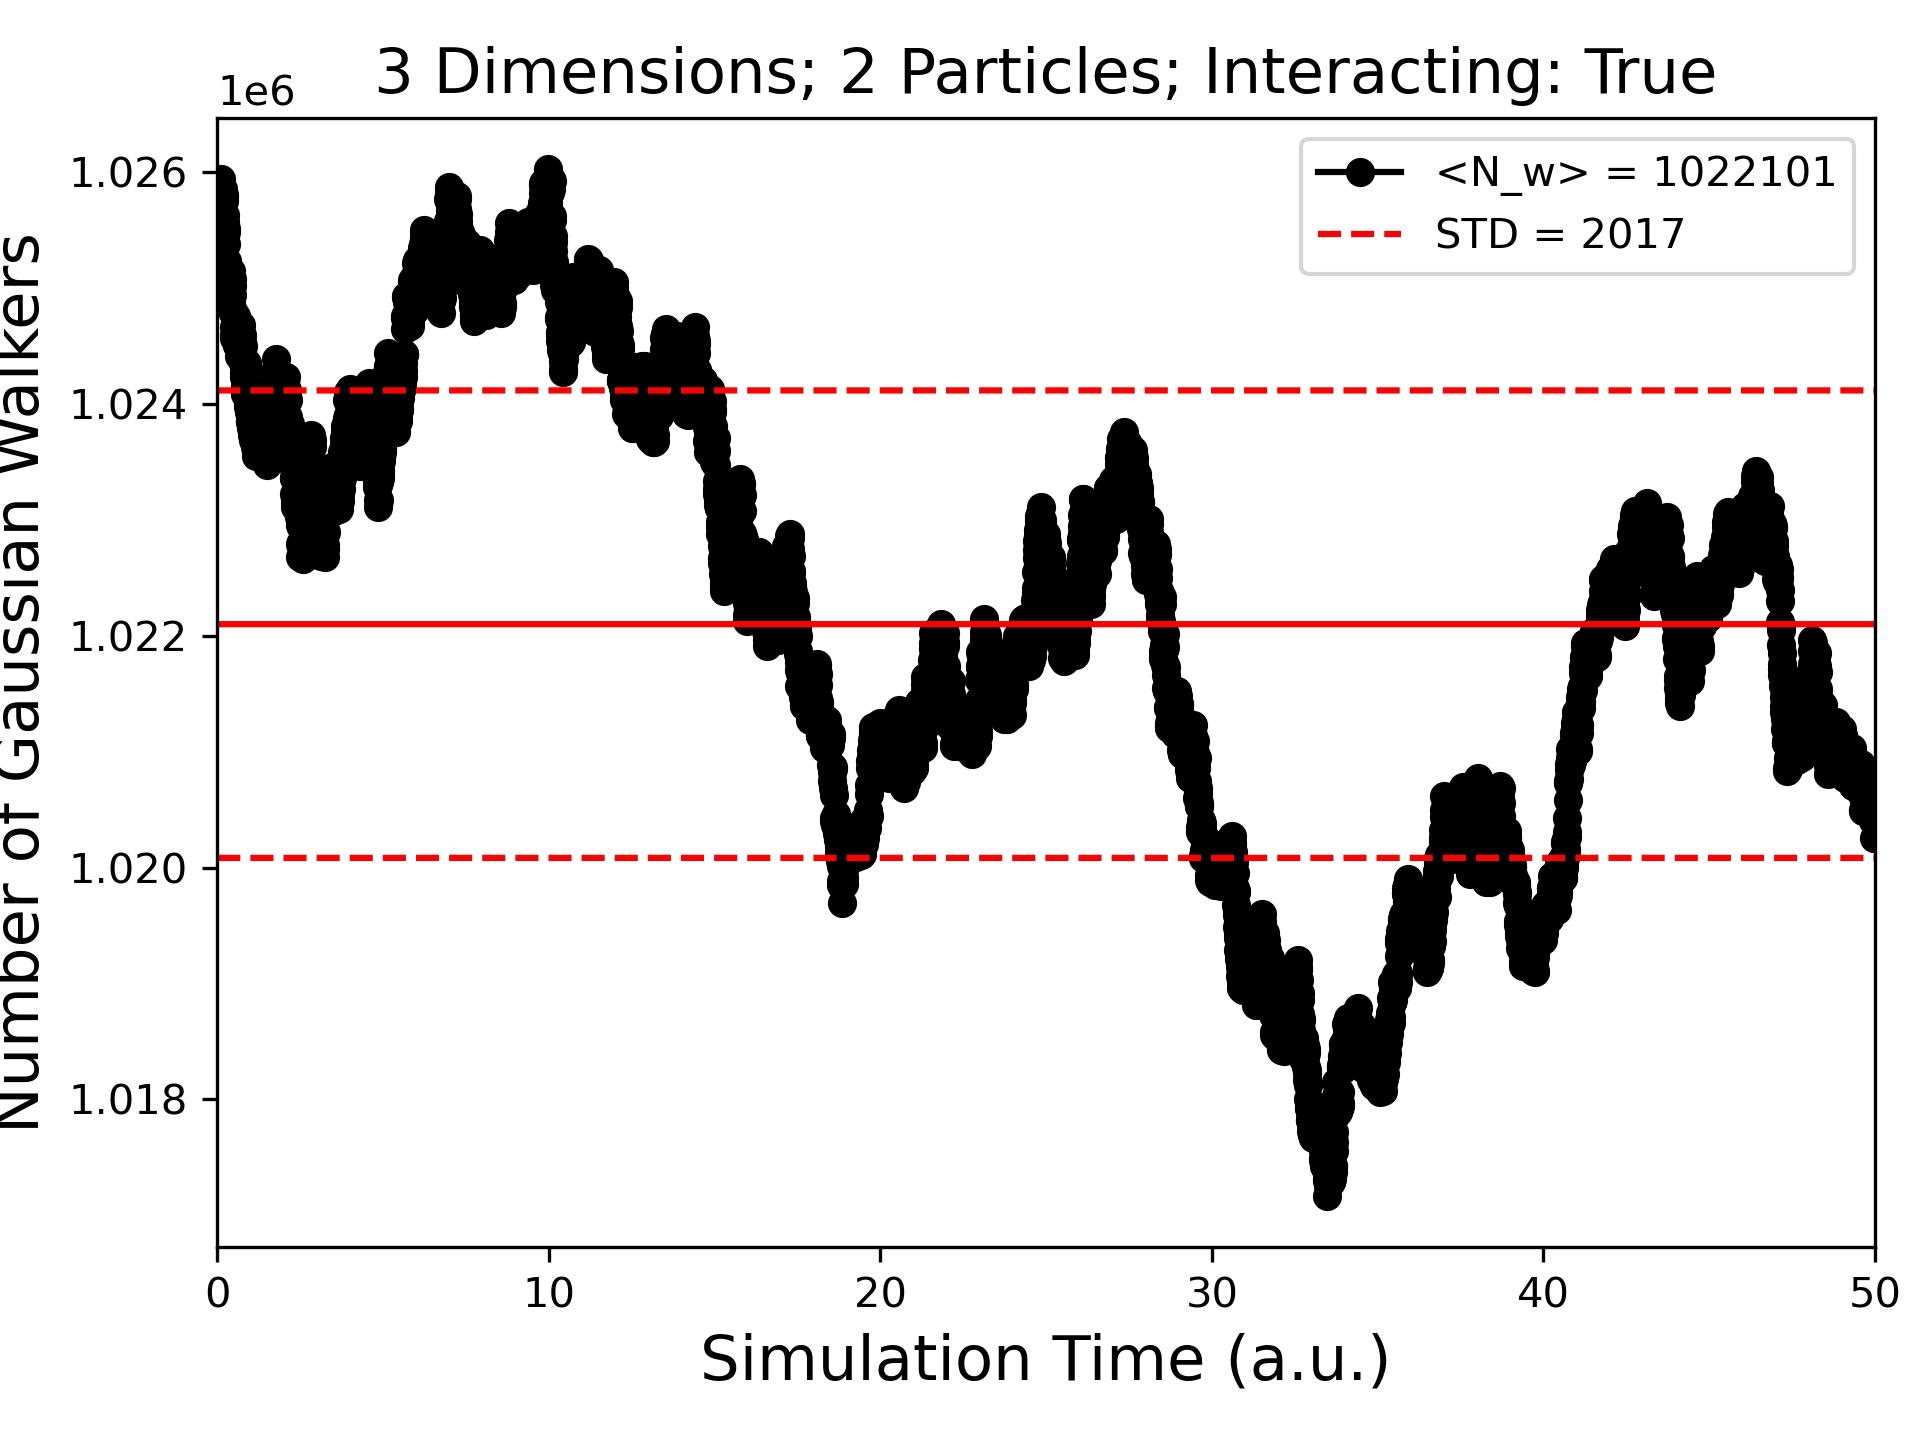 3 Dimensions; 2 Particles; Interacting: True
1e6
<N_w> = 1022101
STD = 2017
1.026
1.024
1.022
1.020
1.018
Number of Gaussian Walkers
0 10 20 30 40 50
Simulation Time (a.u.)